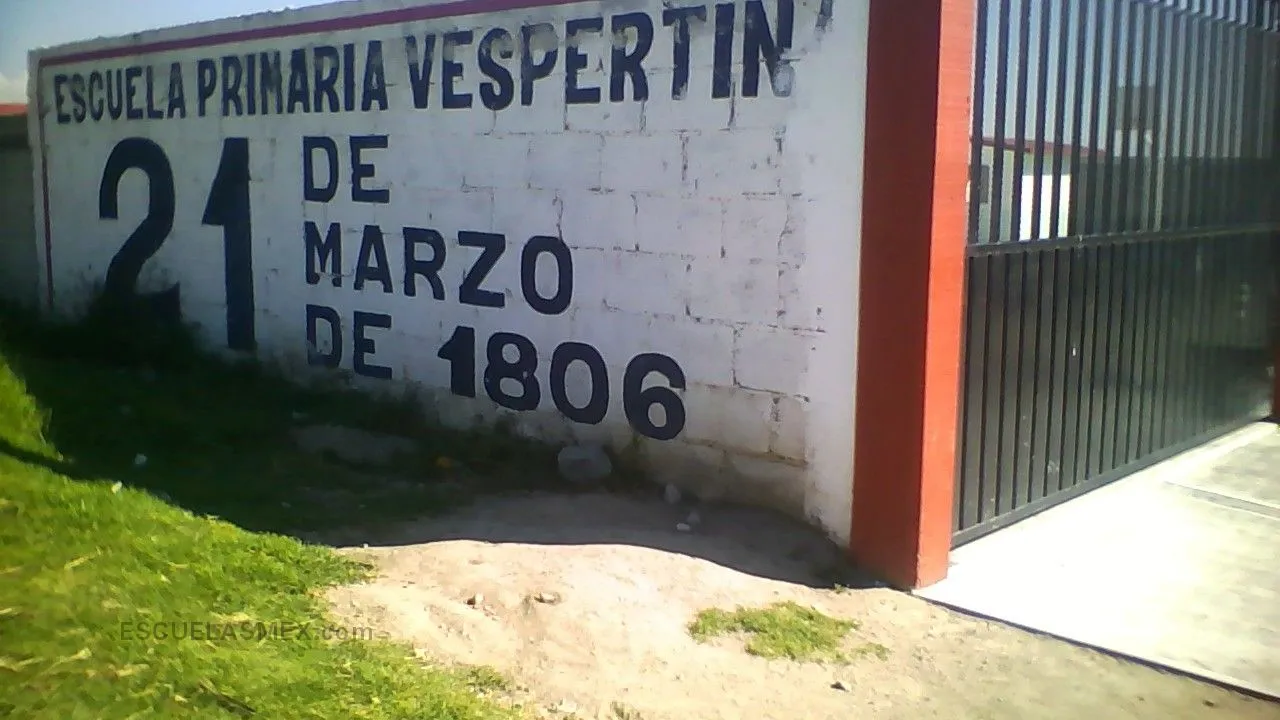 ESCUELA PRIMARIA VESPERTIN
21 DE
MARZO
DE 1806
ESCUELASMEX.com